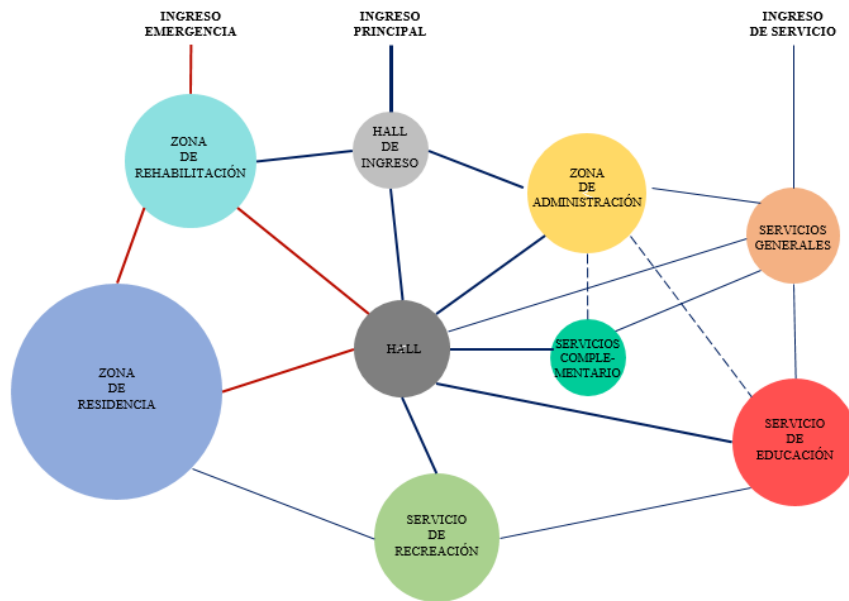 INGRESO
EMERGENCIA
INGRESO
PRINCIPAL
INGRESO
DE SERVICIO
ZONA
DE
REHABILITACIÓN
HALL
DE
INGRESO
ZONA
DE
ADMINISTRACIÓN
SERVICIOS
GENERALES
HALL
SERVICIOS
COMPLE-
MENTARIO
ZONA
DE
RESIDENCIA
SERVICIO
DE
EDUCACIÓN
SERVICIO
DE
RECREACIÓN